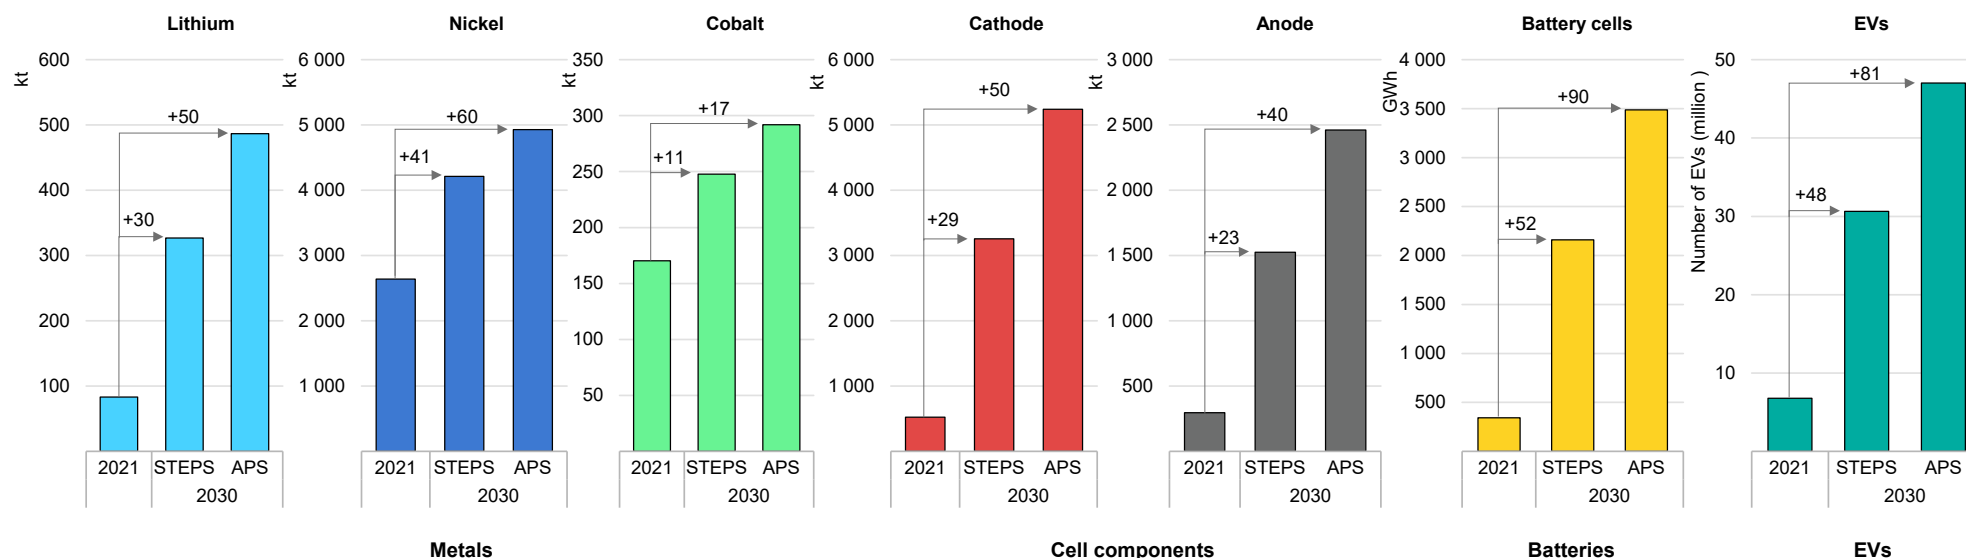 Lithium
kt
600
500
400
300
200
100
+50
+30
2021 STEPS APS
2030
Nickel
kt
6 000
5 000
4 000
3 000
2 000
1 000
+60
+41
2021 STEPS APS
2030
Cobalt
kt
350
300
250
200
150
100
50
+17
+11
2021 STEPS APS
2030
Metals
Cathode
kt
6 000
5 000
4 000
3 000
2 000
1 000
+50
+29
2021 STEPS APS
2030
Anode
kt
3 000
2 500
2 000
1 500
1 000
500
+40
+23
2021 STEPS APS
2030
Cell components
Battery cells
GWh
4 000
3 500
3 000
2 500
2 000
1 500
1 000
500
+90
+52
2021 STEPS APS
2030
Batteries
EVs
Number of EVs (million )
50
40
30
20
10
+81
+48
2021 STEPS APS
2030
EVs